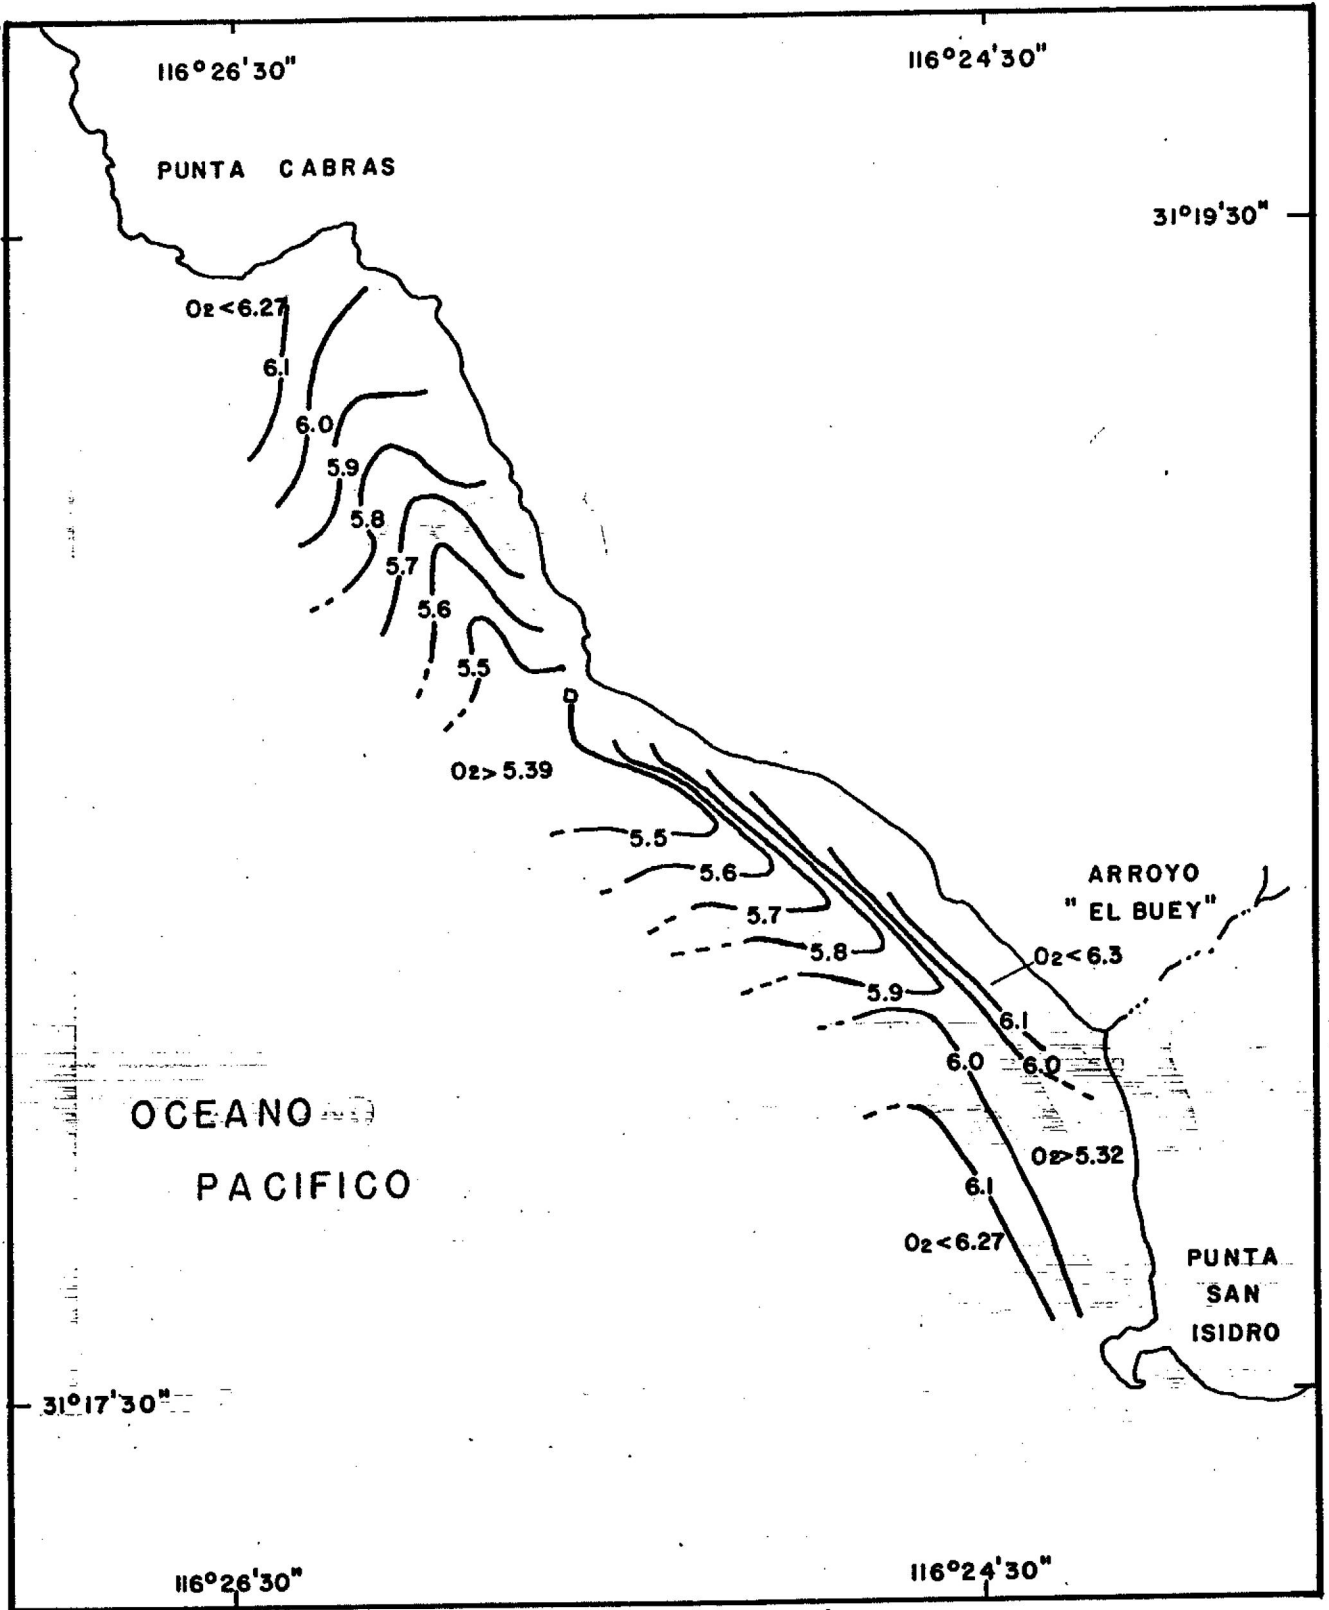 116°26'30"
116°24'30"
PUNTA CABRAS
31°19'30"
O2<6.27
6.1
6.0
5.9
5.8
5.7
5.6
5.5
D
O2>5.39
5.5
5.6
5.7
5.8
5.9
ARROYO
"EL BUEY"
O2<6.3
6.1
6.0
6.0
OCEANO
PACIFICO
O2>5.32
6.1
O2<6.27
PUNTA
SAN
ISIDRO
31°17'30"
116°26'30"
116°24'30"